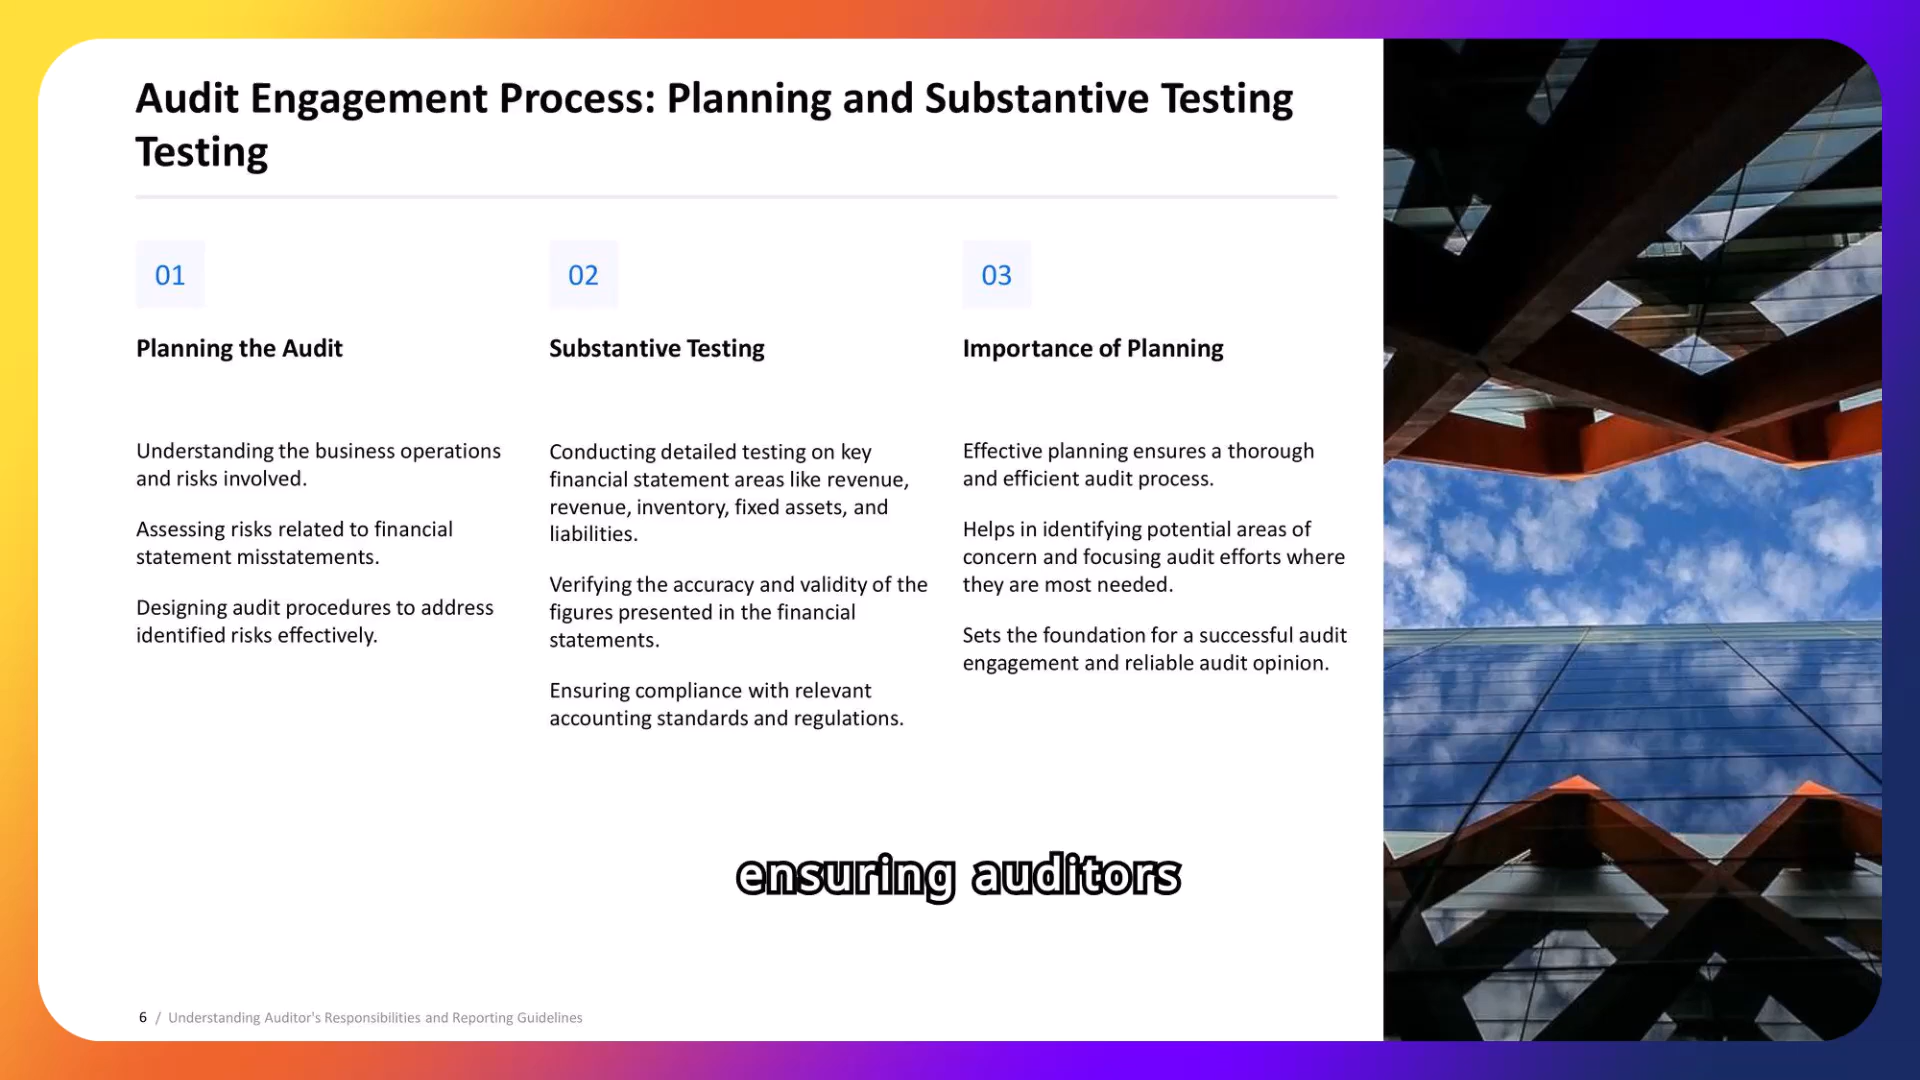 Audit Engagement Process: Planning and Substantive Testing
Testing
01
Planning the Audit
Understanding the business operations
and risks involved.
Assessing risks related to financial
statement misstatements.
Designing audit procedures to address
identified risks effectively.
02
Substantive Testing
Conducting detailed testing on key
financial statement areas like revenue,
revenue, inventory, fixed assets, and
liabilities.
Verifying the accuracy and validity of the
figures presented in the financial
statements.
Ensuring compliance with relevant
accounting standards and regulations.
03
Importance of Planning
Effective planning ensures a thorough
and efficient audit process.
Helps in identifying potential areas of
concern and focusing audit efforts where
they are most needed.
Sets the foundation for a successful audit
engagement and reliable audit opinion.
ensuring auditors
6 / Understanding Auditor's Responsibilities and Reporting Guidelines